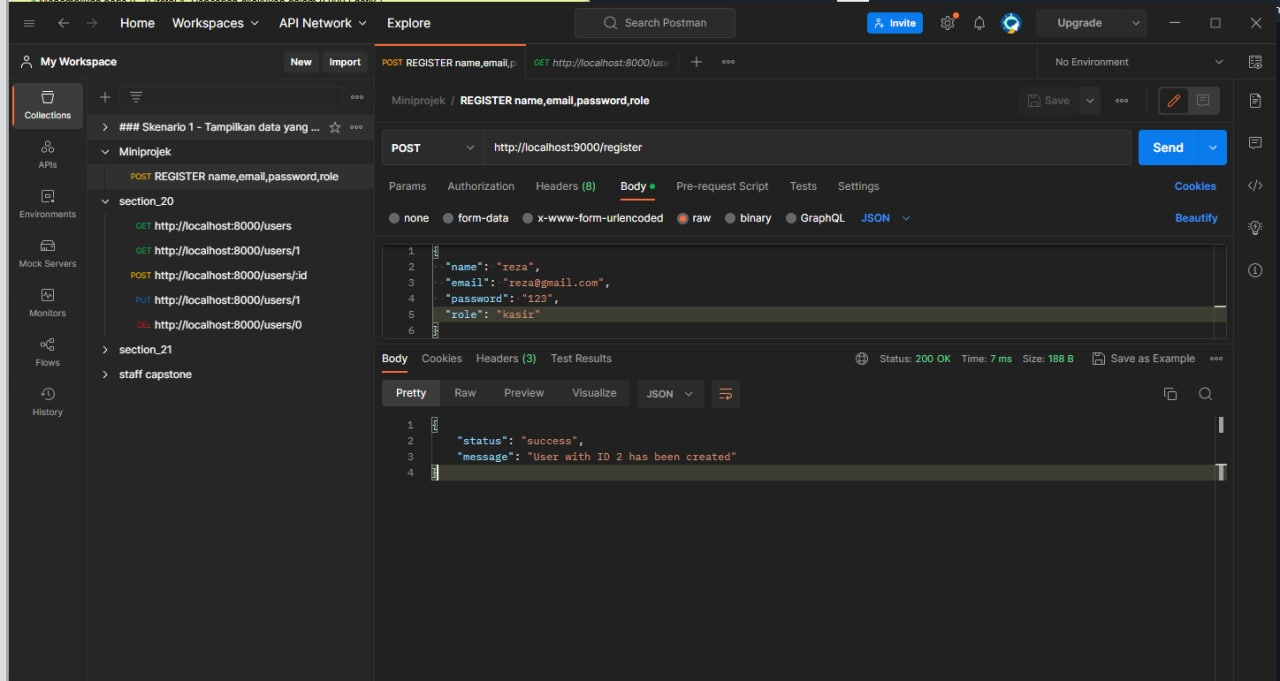 Home Workspaces API Network Explore Search Postman Invite Upgrade
My Workspace New Import POST REGISTER name,email,p GET http://localhost:8000/use No Environment
Collections
APIs
Environments
Mock Servers
Monitors
Flows
History
### Skenario 1 - Tampilkan data yang ...
Miniprojek
POST REGISTER name,email,password,role
section_20
GET http://localhost:8000/users
GET http://localhost:8000/users/1
POST http://localhost:8000/users/:id
PUT http://localhost:8000/users/1
DEL http://localhost:8000/users/0
section_21
staff capstone
Miniprojek / REGISTER name,email,password,role Save
POST http://localhost:9000/register Send
Params Authorization Headers (8) Body Pre-request Script Tests Settings Cookies
none form-data x-www-form-urlencoded raw binary GraphQL JSON Beautify
1 {
2 "name": "reza",
3 "email": "reza@gmail.com",
4 "password": "123",
5 "role": "kasir"
6 }
Body Cookies Headers (3) Test Results Status: 200 OK Time: 7 ms Size: 188 B Save as Example
Pretty Raw Preview Visualize JSON
1 {
2 "status": "success",
3 "message": "User with ID 2 has been created"
4 }